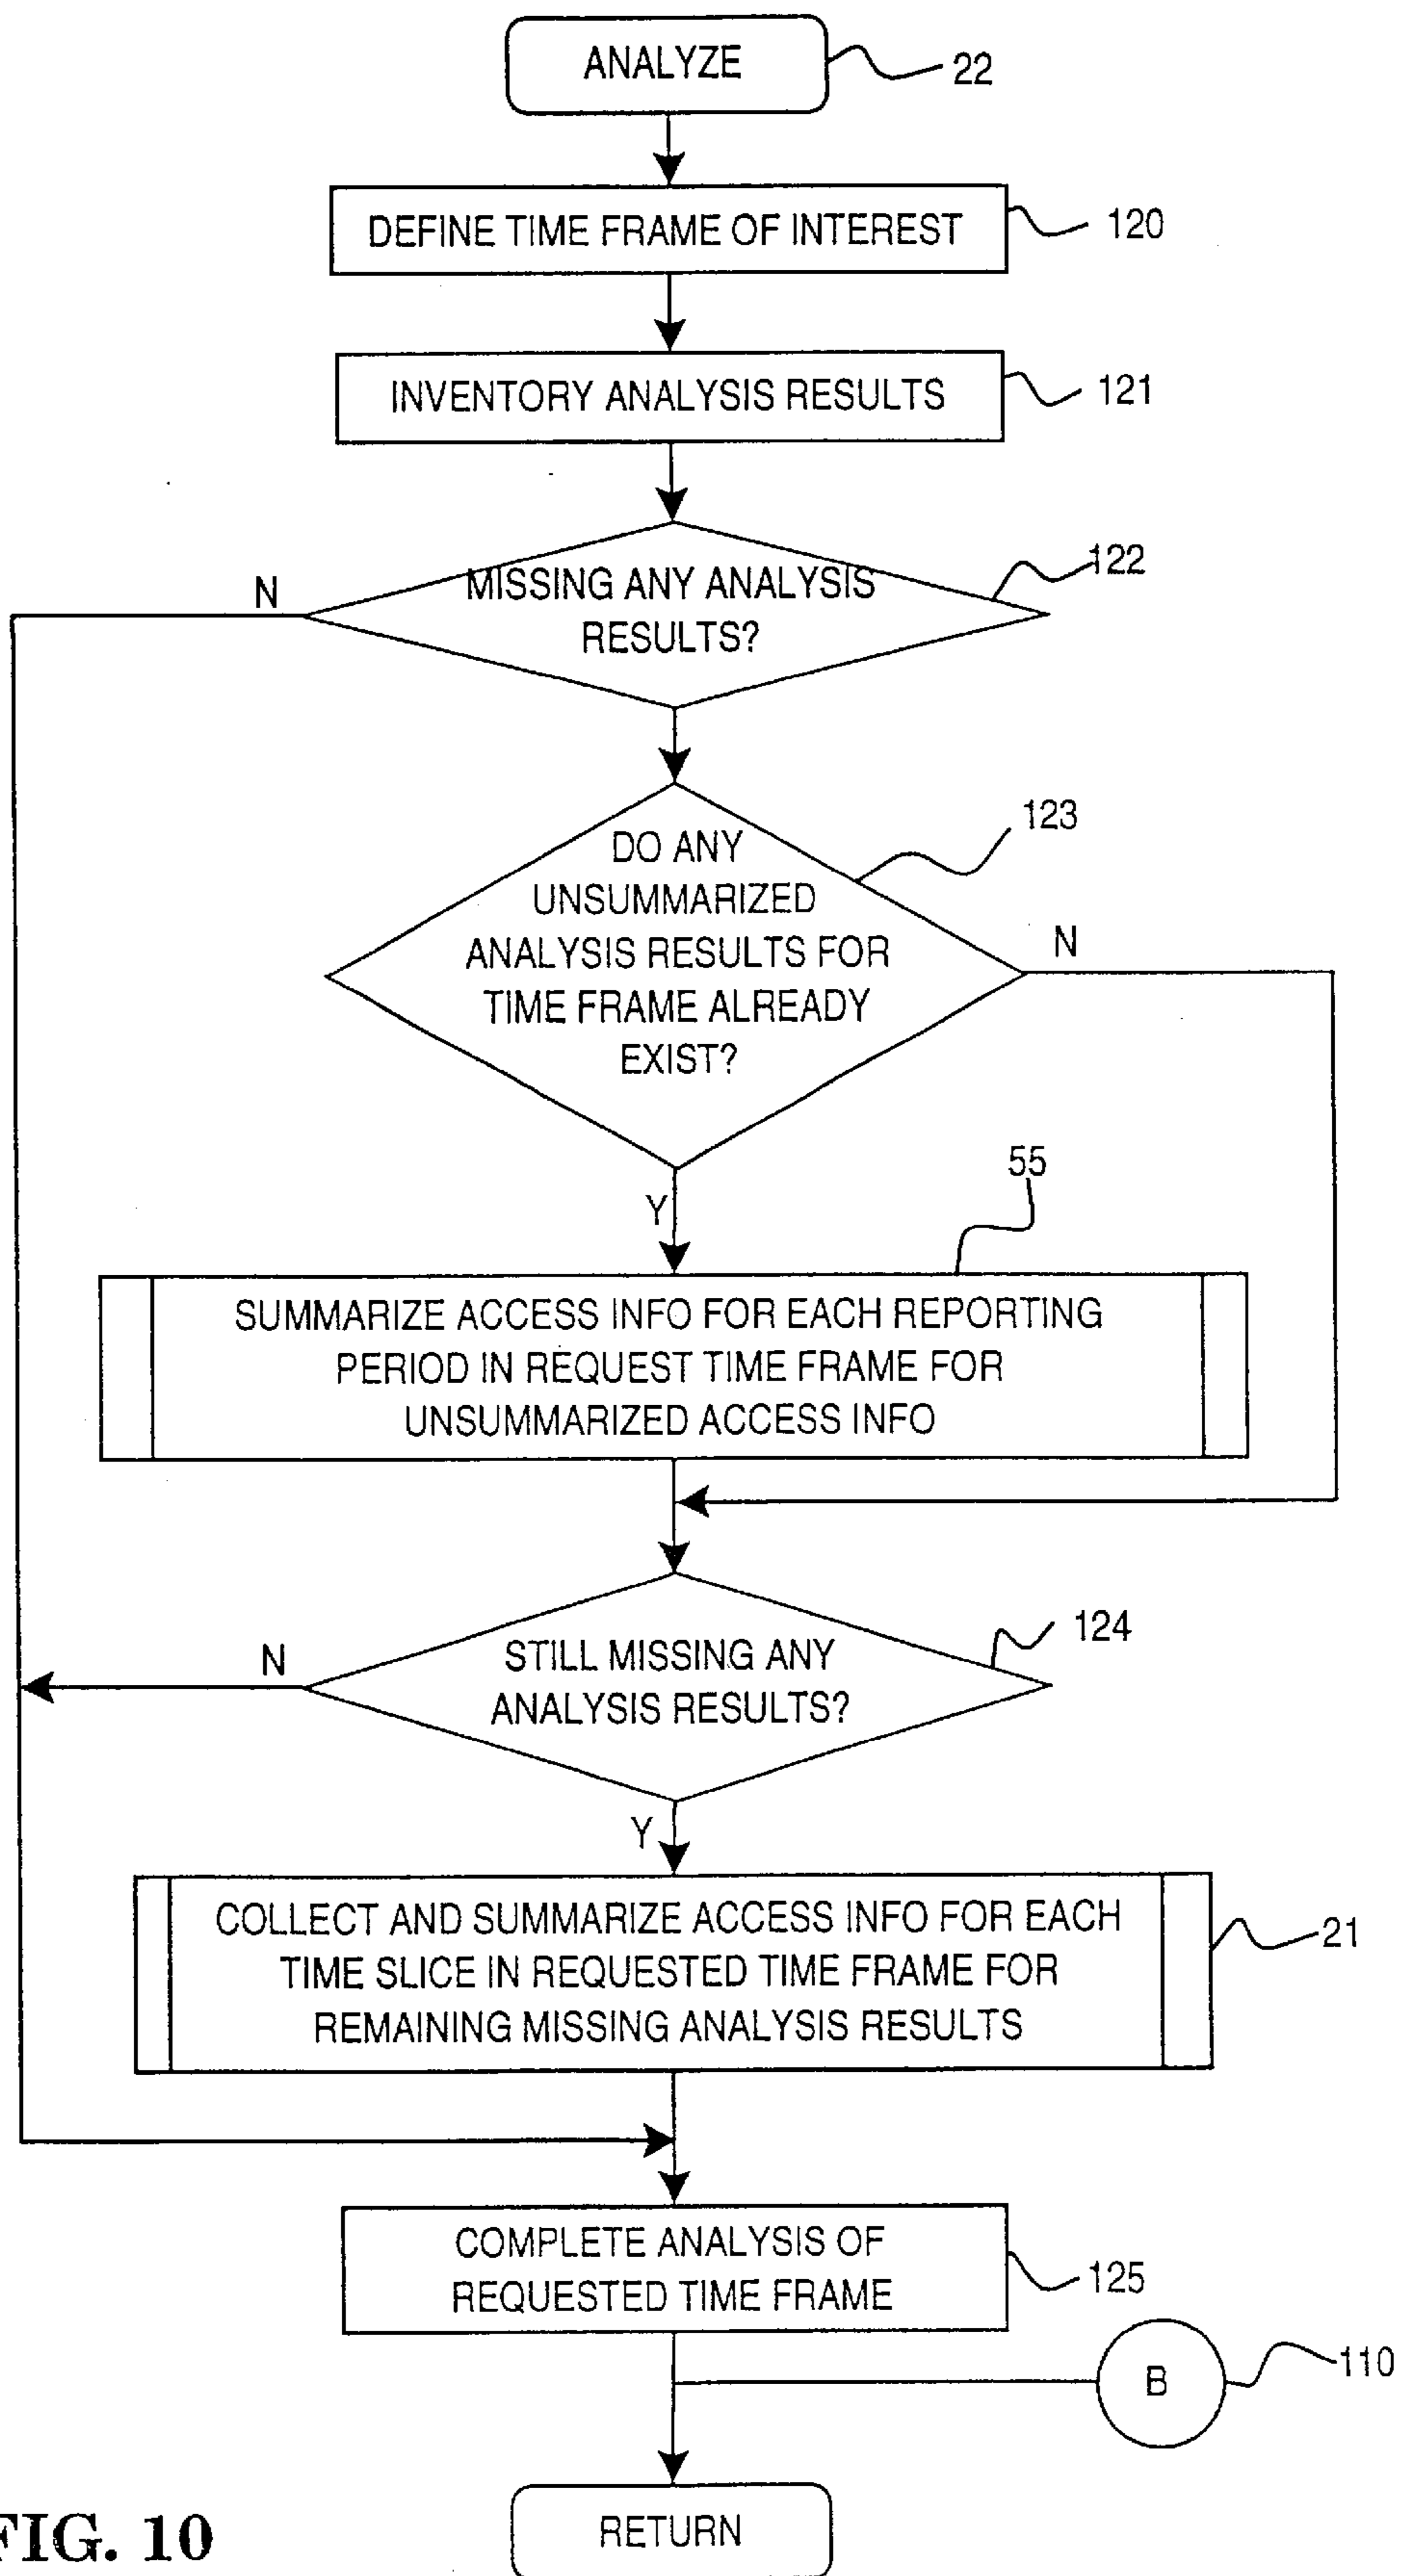 ANALYZE
22
DEFINE TIME FRAME OF INTEREST
120
INVENTORY ANALYSIS RESULTS
121
N
MISSING ANY ANALYSIS
RESULTS?
122
DO ANY
UNSUMMARIZED
ANALYSIS RESULTS FOR
TIME FRAME ALREADY
EXIST?
123
N
Y
55
SUMMARIZE ACCESS INFO FOR EACH REPORTING
PERIOD IN REQUEST TIME FRAME FOR
UNSUMMARIZED ACCESS INFO
N
STILL MISSING ANY
ANALYSIS RESULTS?
124
Y
COLLECT AND SUMMARIZE ACCESS INFO FOR EACH
TIME SLICE IN REQUESTED TIME FRAME FOR
REMAINING MISSING ANALYSIS RESULTS
21
COMPLETE ANALYSIS OF
REQUESTED TIME FRAME
125
B
110
RETURN
FIG. 10